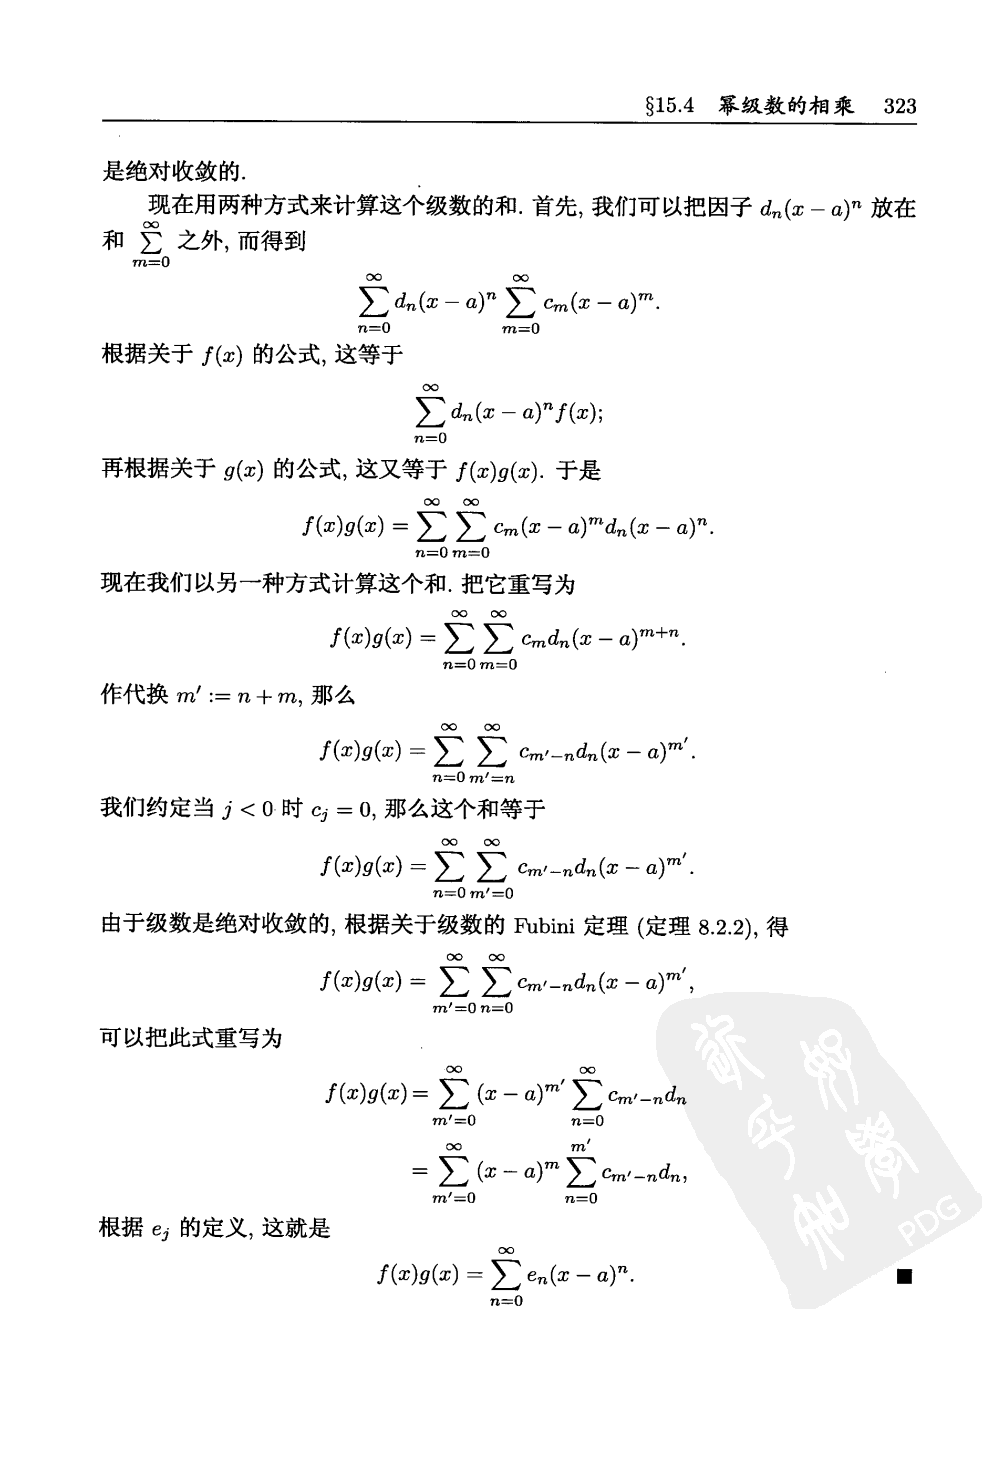 §15.4 幂级数的相乘 323
是绝对收敛的.
现在用两种方式来计算这个级数的和. 首先, 我们可以把因子 $d_n(x-a)^n$ 放在
和 $\sum_{m=0}^{\infty}$ 之外, 而得到
$\sum_{n=0}^{\infty} d_n(x-a)^n \sum_{m=0}^{\infty} c_m(x-a)^m.$
根据关于 $f(x)$ 的公式, 这等于
$\sum_{n=0}^{\infty} d_n(x-a)^n f(x);$
再根据关于 $g(x)$ 的公式, 这又等于 $f(x)g(x)$. 于是
$f(x)g(x) = \sum_{n=0}^{\infty} \sum_{m=0}^{\infty} c_m(x-a)^m d_n(x-a)^n.$
现在我们以另一种方式计算这个和. 把它重写为
$f(x)g(x) = \sum_{n=0}^{\infty} \sum_{m=0}^{\infty} c_m d_n(x-a)^{m+n}.$
作代换 $m' := n+m$, 那么
$f(x)g(x) = \sum_{n=0}^{\infty} \sum_{m'=n}^{\infty} c_{m'-n} d_n(x-a)^{m'}.$
我们约定当 $j<0$ 时 $c_j=0$, 那么这个和等于
$f(x)g(x) = \sum_{n=0}^{\infty} \sum_{m'=0}^{\infty} c_{m'-n} d_n(x-a)^{m'}.$
由于级数是绝对收敛的, 根据关于级数的 Fubini 定理 (定理 8.2.2), 得
$f(x)g(x) = \sum_{m'=0}^{\infty} \sum_{n=0}^{\infty} c_{m'-n} d_n(x-a)^{m'},$
可以把此式重写为
$f(x)g(x) = \sum_{m'=0}^{\infty} (x-a)^{m'} \sum_{n=0}^{\infty} c_{m'-n} d_n$
$= \sum_{m'=0}^{\infty} (x-a)^m \sum_{n=0}^{m'} c_{m'-n} d_n,$
根据 $e_j$ 的定义, 这就是
$f(x)g(x) = \sum_{n=0}^{\infty} e_n(x-a)^n.$ ■
PDG